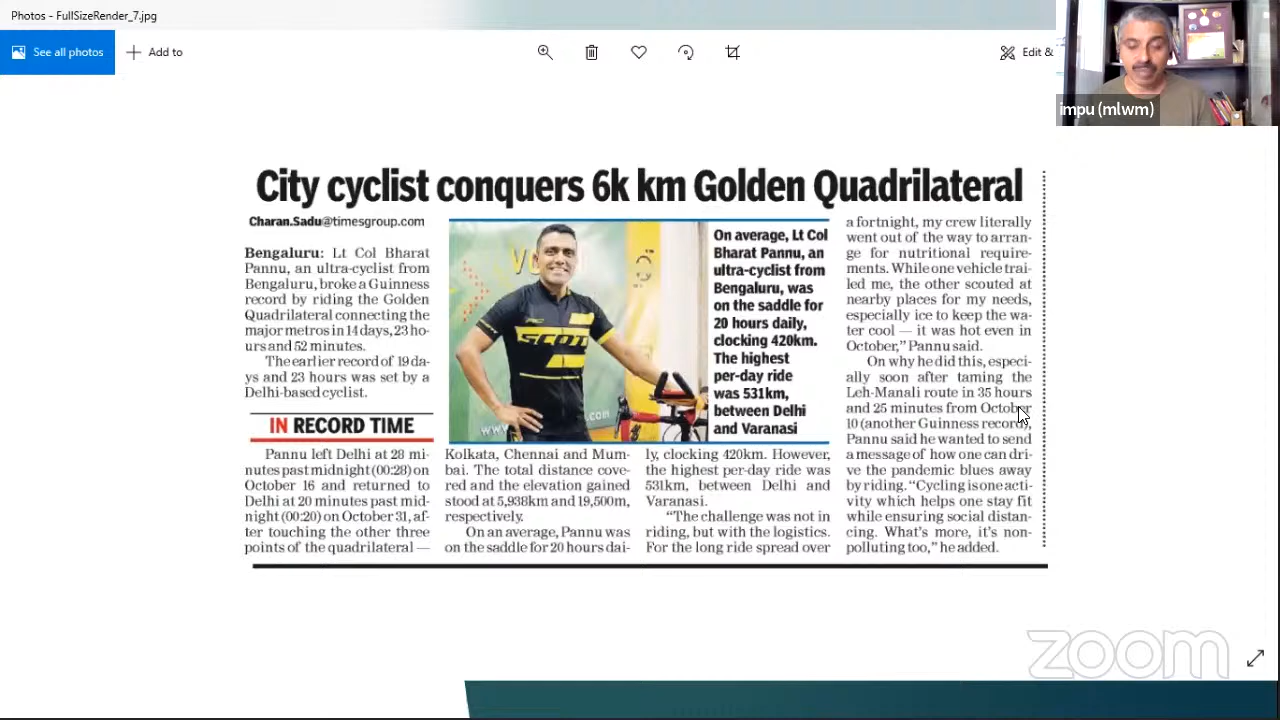 Photos - FullSizeRender_7.jpg
See all photos
Add to
Edit &
impu (mlwm)
City cyclist conquers 6k km Golden Quadrilateral
Charan.Sadu@timesgroup.com
Bengaluru: Lt Col Bharat
Pannu, an ultra-cyclist from
Bengaluru, broke a Guinness
record by riding the Golden
Quadrilateral connecting the
major metros in 14 days, 23 ho-
urs and 52 minutes.
The earlier record of 19 da-
ys and 23 hours was set by a
Delhi-based cyclist.
IN RECORD TIME
Pannu left Delhi at 28 mi-
nutes past midnight (00:28) on
October 16 and returned to
Delhi at 20 minutes past mid-
night (00:20) on October 31, af-
ter touching the other three
points of the quadrilateral —
SCOTT
www
.com
On average, Lt Col
Bharat Pannu, an
ultra-cyclist from
Bengaluru, was
on the saddle for
20 hours daily,
clocking 420km.
The highest
per-day ride
was 531km,
between Delhi
and Varanasi
Kolkata, Chennai and Mum-
bai. The total distance cove-
red and the elevation gained
stood at 5,938km and 19,500m,
respectively.
On an average, Pannu was
on the saddle for 20 hours dai-
ly, clocking 420km. However,
the highest per-day ride was
531km, between Delhi and
Varanasi.
"The challenge was not in
riding, but with the logistics.
For the long ride spread over
a fortnight, my crew literally
went out of the way to arran-
ge for nutritional require-
ments. While one vehicle trai-
led me, the other scouted at
nearby places for my needs,
especially ice to keep the wa-
ter cool — it was hot even in
October," Pannu said.
On why he did this, especi-
ally soon after taming the
Leh-Manali route in 35 hours
and 25 minutes from October
10 (another Guinness record),
Pannu said he wanted to send
a message of how one can dri-
ve the pandemic blues away
by riding. "Cycling is one acti-
vity which helps one stay fit
while ensuring social distan-
cing. What's more, it's non-
polluting too," he added.
zoom